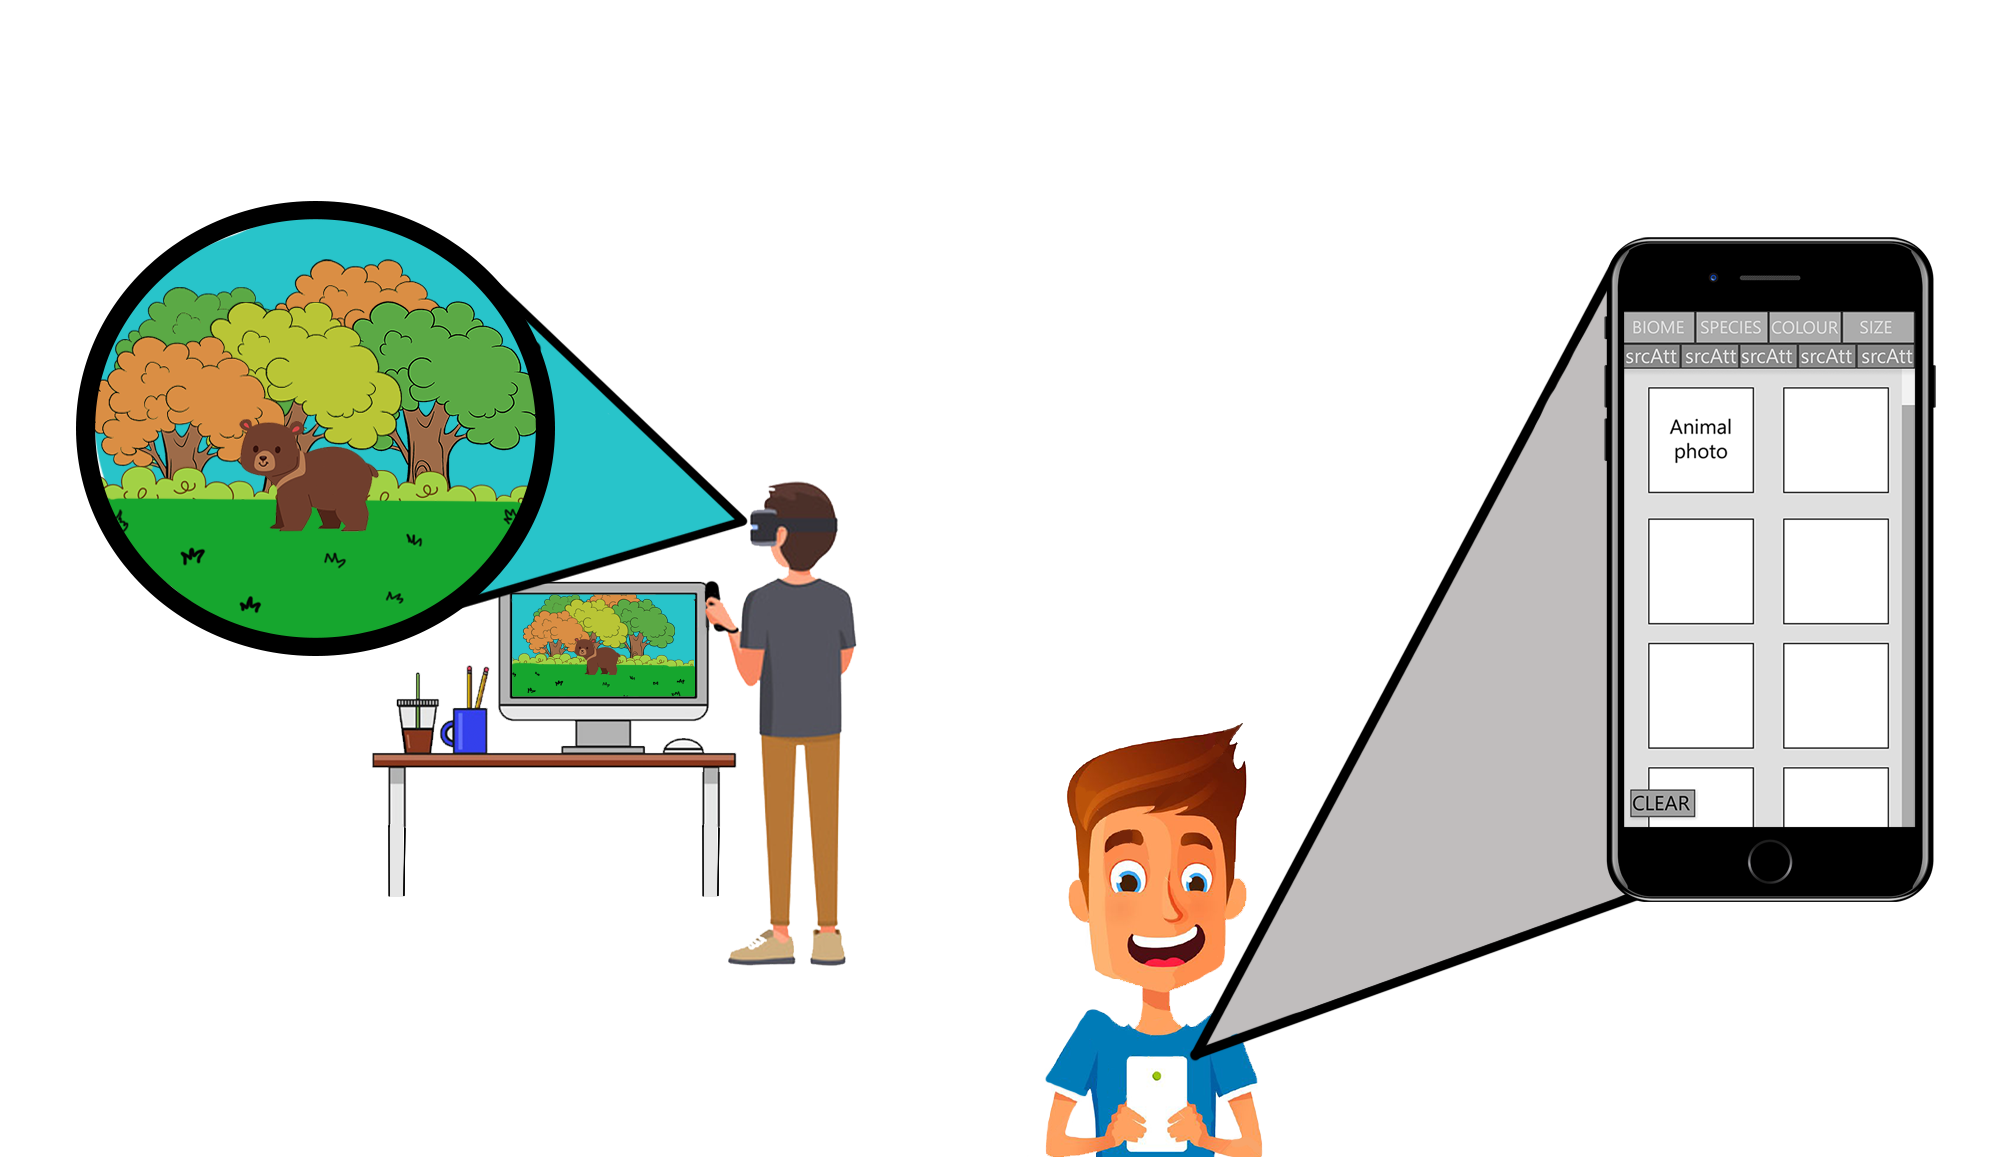 BIOME SPECIES COLOUR SIZE
srcAtt srcAtt srcAtt srcAtt srcAtt
Animal
photo
CLEAR